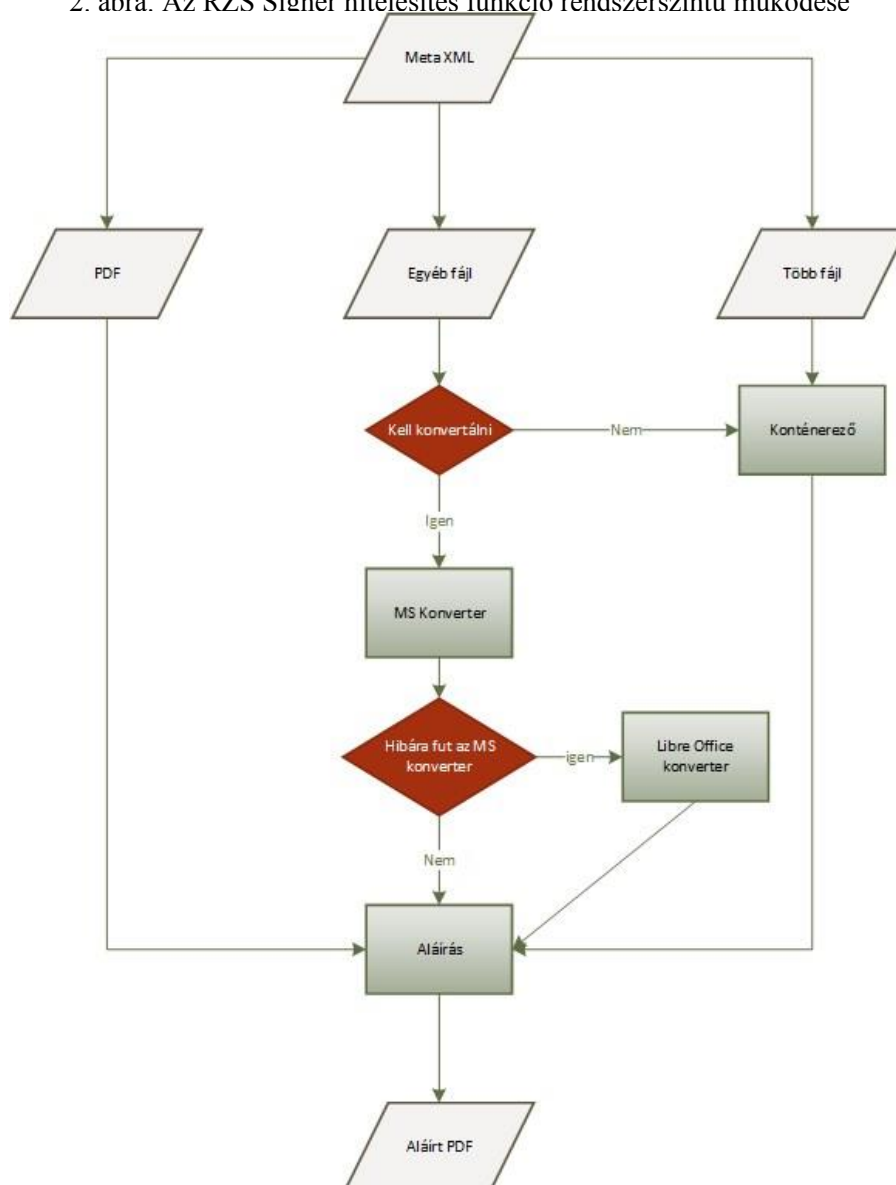 2. ábra: Az RZS Signer hitelesítés funkció rendszerszintű működése
Meta XML
PDF
Egyéb fájl
Több fájl
Kell konvertálni
Nem
Konténerező
Igen
MS Konverter
Hibára fut az MS
konverter
igen
Libre Office
konverter
Nem
Aláírás
Aláírt PDF